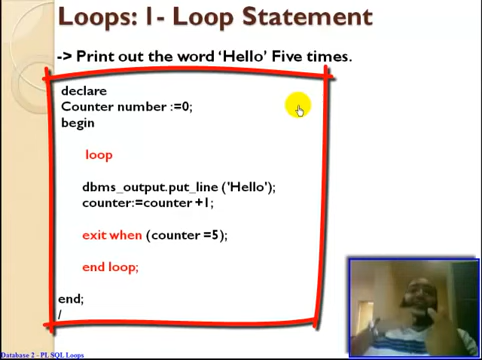 Loops: 1- Loop Statement
-> Print out the word ‘Hello’ Five times.
declare
Counter number :=0;
begin
loop
dbms_output.put_line ('Hello');
counter:=counter +1;
exit when (counter =5);
end loop;
end;
/
Database 2 - PL SQL Loops